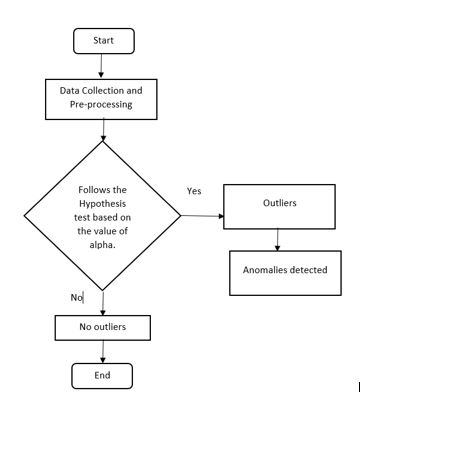 Start
Data Collection and
Pre-processing
Follows the
Hypothesis
test based on
the value of
alpha.
Yes
Outliers
Anomalies detected
No
No outliers
End